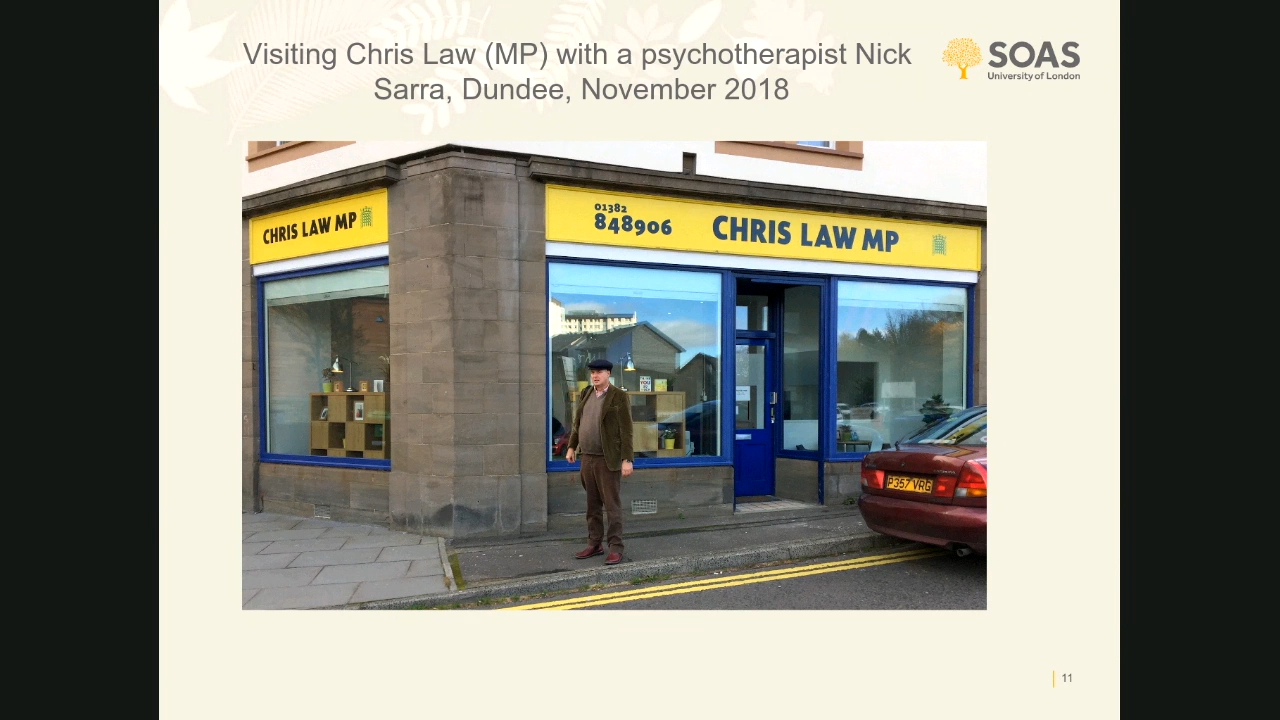 Visiting Chris Law (MP) with a psychotherapist Nick
Sarra, Dundee, November 2018
SOAS
University of London
CHRIS LAW MP
01382
848906
CHRIS LAW MP
P357 VRG
11